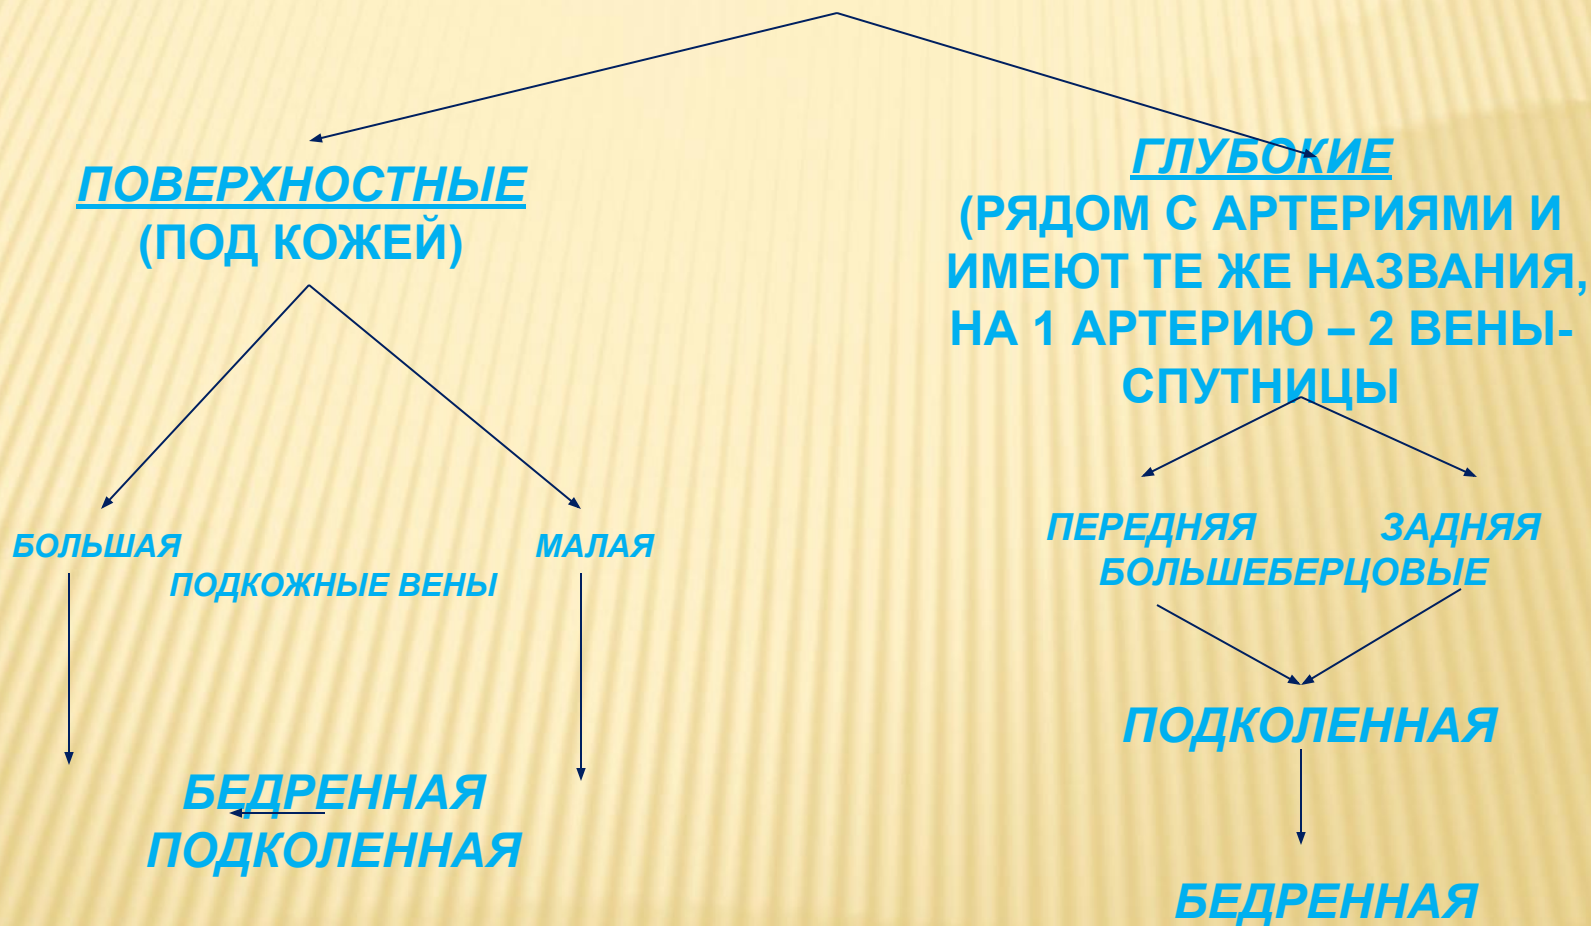 ПОВЕРХНОСТНЫЕ
(ПОД КОЖЕЙ)
ГЛУБОКИЕ
(РЯДОМ С АРТЕРИЯМИ И
ИМЕЮТ ТЕ ЖЕ НАЗВАНИЯ,
НА 1 АРТЕРИЮ – 2 ВЕНЫ-
СПУТНИЦЫ
БОЛЬШАЯ МАЛАЯ
ПОДКОЖНЫЕ ВЕНЫ
ПЕРЕДНЯЯ ЗАДНЯЯ
БОЛЬШЕБЕРЦОВЫЕ
БЕДРЕННАЯ
ПОДКОЛЕННАЯ
ПОДКОЛЕННАЯ
БЕДРЕННАЯ